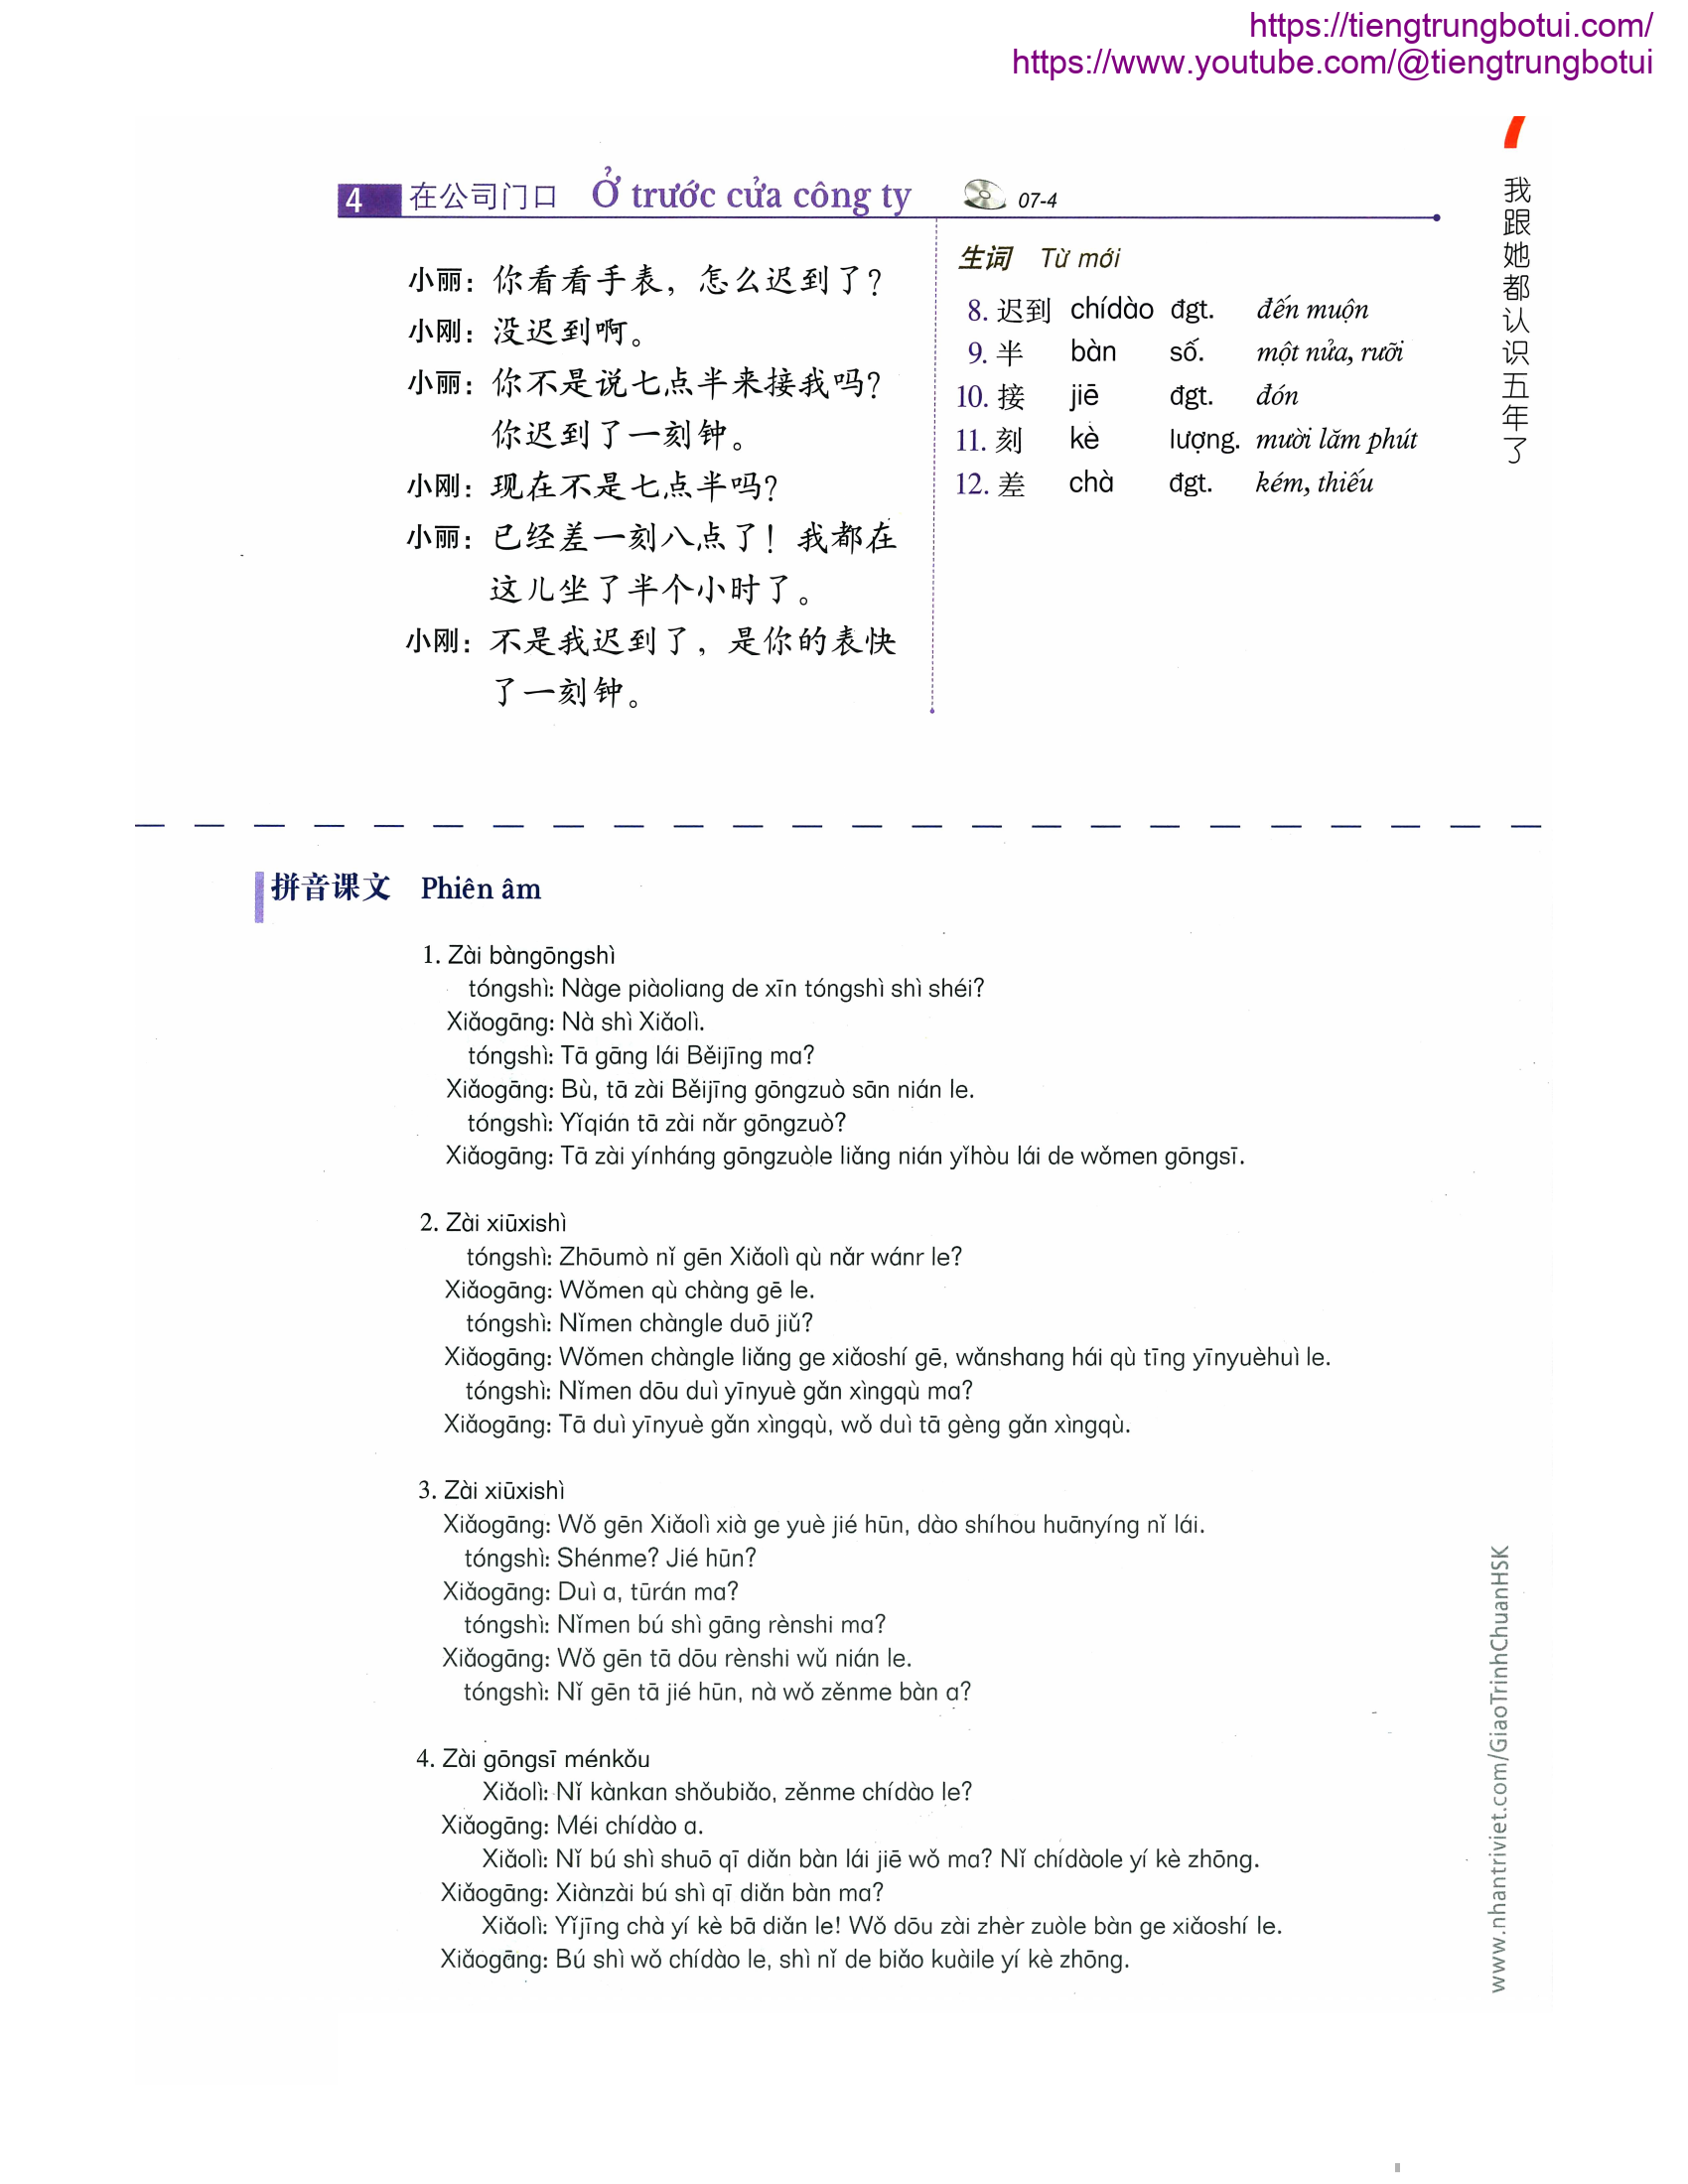 https://tiengtrungbotui.com/
https://www.youtube.com/@tiengtrungbotui
4 在公司门口 Ở trước cửa công ty 07-4
小丽：你看看手表，怎么迟到了？
小刚：没迟到啊。
小丽：你不是说七点半来接我吗？
你迟到了一刻钟。
小刚：现在不是七点半吗？
小丽：已经差一刻八点了！我都在
这儿坐了半个小时了。
小刚：不是我迟到了，是你的表快
了一刻钟。
生词 Từ mới
8. 迟到 chídào đgt. đến muộn
9. 半 bàn số. một nửa, rưỡi
10. 接 jiē đgt. đón
11. 刻 kè lượng. mười lăm phút
12. 差 chà đgt. kém, thiếu
我跟她都认识五年了
拼音课文 Phiên âm
1. Zài bàngōngshì
tóngshì: Nàge piàoliang de xīn tóngshì shì shéi?
Xiǎogāng: Nà shì Xiǎolì.
tóngshì: Tā gāng lái Běijīng ma?
Xiǎogāng: Bù, tā zài Běijīng gōngzuò sān nián le.
tóngshì: Yǐqián tā zài nǎr gōngzuò?
Xiǎogāng: Tā zài yínháng gōngzuòle liǎng nián yǐhòu lái de wǒmen gōngsī.
2. Zài xiūxishì
tóngshì: Zhōumò nǐ gēn Xiǎolì qù nǎr wánr le?
Xiǎogāng: Wǒmen qù chàng gē le.
tóngshì: Nǐmen chàngle duō jiǔ?
Xiǎogāng: Wǒmen chàngle liǎng ge xiǎoshí gē, wǎnshang hái qù tīng yīnyuèhuì le.
tóngshì: Nǐmen dōu duì yīnyuè gǎn xìngqù ma?
Xiǎogāng: Tā duì yīnyuè gǎn xìngqù, wǒ duì tā gèng gǎn xìngqù.
3. Zài xiūxishì
Xiǎogāng: Wǒ gēn Xiǎolì xià ge yuè jié hūn, dào shíhou huānyíng nǐ lái.
tóngshì: Shénme? Jié hūn?
Xiǎogāng: Duì a, tūrán ma?
tóngshì: Nǐmen bú shì gāng rènshi ma?
Xiǎogāng: Wǒ gēn tā dōu rènshi wǔ nián le.
tóngshì: Nǐ gēn tā jié hūn, nà wǒ zěnme bàn a?
4. Zài gōngsī ménkǒu
Xiǎolì: Nǐ kànkan shǒubiǎo, zěnme chídào le?
Xiǎogāng: Méi chídào a.
Xiǎolì: Nǐ bú shì shuō qī diǎn bàn lái jiē wǒ ma? Nǐ chídàole yí kè zhōng.
Xiǎogāng: Xiànzài bú shì qī diǎn bàn ma?
Xiǎolì: Yǐjīng chà yí kè bā diǎn le! Wǒ dōu zài zhèr zuòle bàn ge xiǎoshí le.
Xiǎogāng: Bú shì wǒ chídào le, shì nǐ de biǎo kuàile yí kè zhōng.
www.nhantriviet.com/GiaoTrinhChuanHSK